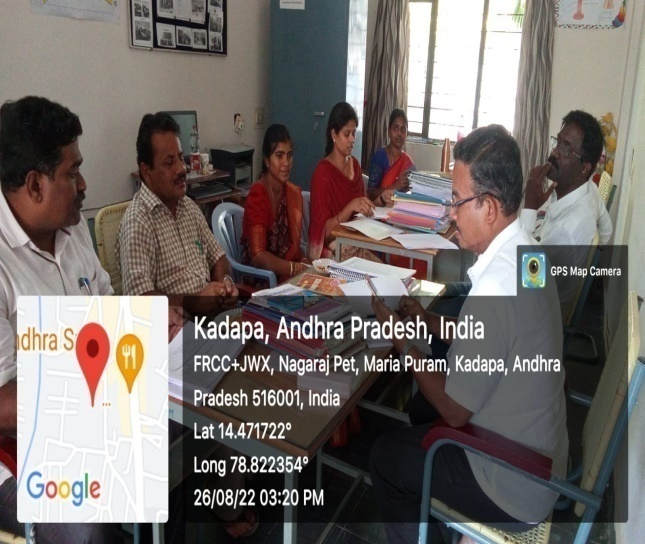 GPS Map Camera
ndhra S
...
Google
Kadapa, Andhra Pradesh, India
FRCC+JWX, Nagaraj Pet, Maria Puram, Kadapa, Andhra
Pradesh 516001, India
Lat 14.471722°
Long 78.822354°
26/08/22 03:20 PM